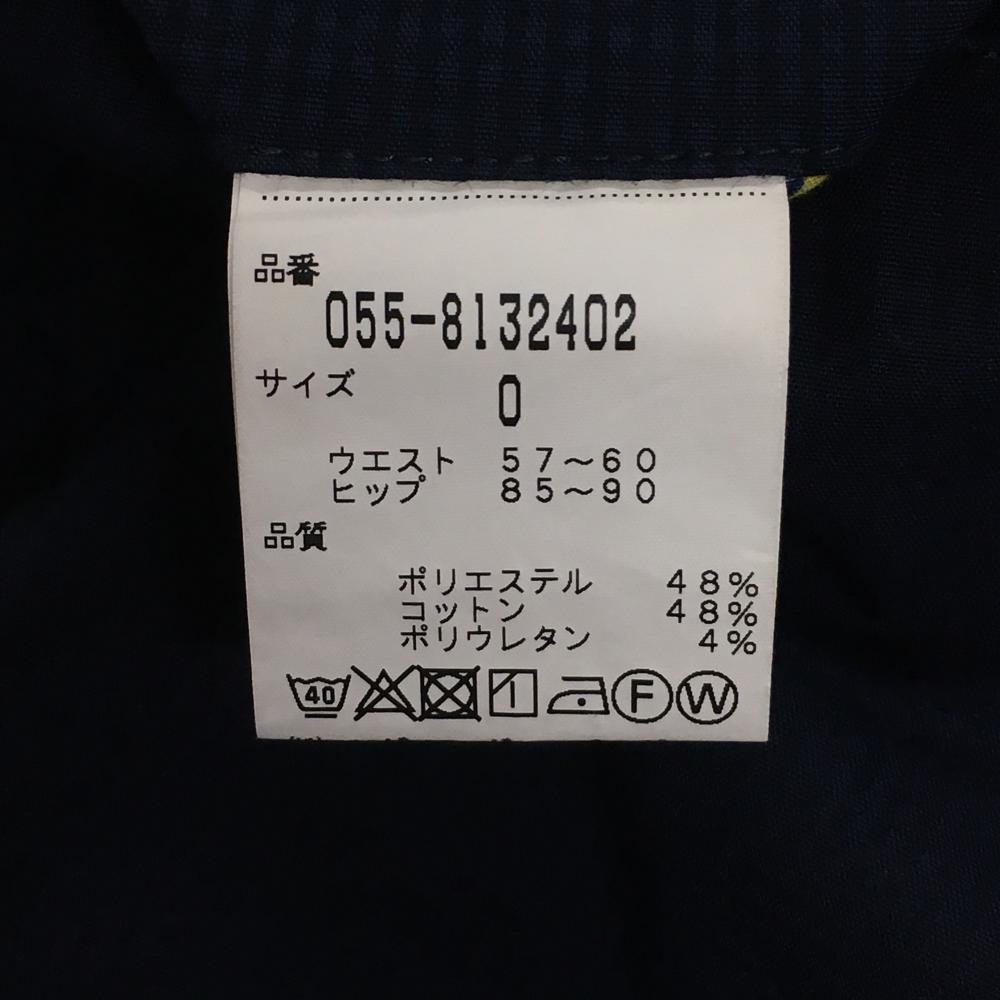 品番
055-8132402
サイズ 0
ウエスト 57～60
ヒップ 85～90
品質
ポリエステル 48%
コットン 48%
ポリウレタン 4%
40 F W